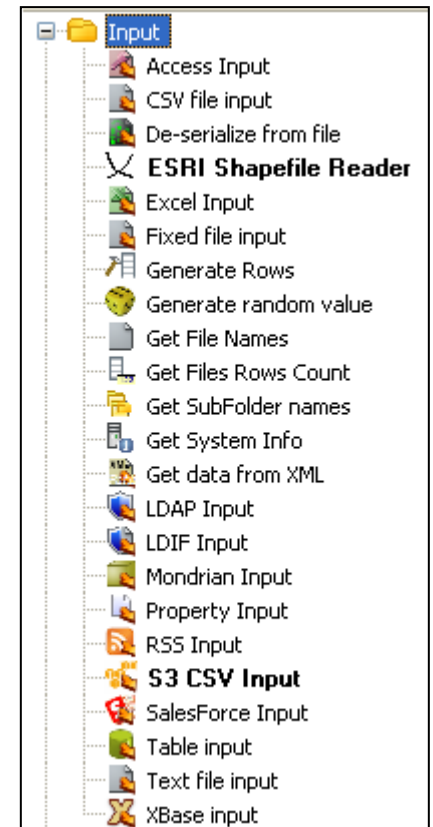 Input
Access Input
CSV file input
De-serialize from file
ESRI Shapefile Reader
Excel Input
Fixed file input
Generate Rows
Generate random value
Get File Names
Get Files Rows Count
Get SubFolder names
Get System Info
Get data from XML
LDAP Input
LDIF Input
Mondrian Input
Property Input
RSS Input
S3 CSV Input
SalesForce Input
Table input
Text file input
XBase input